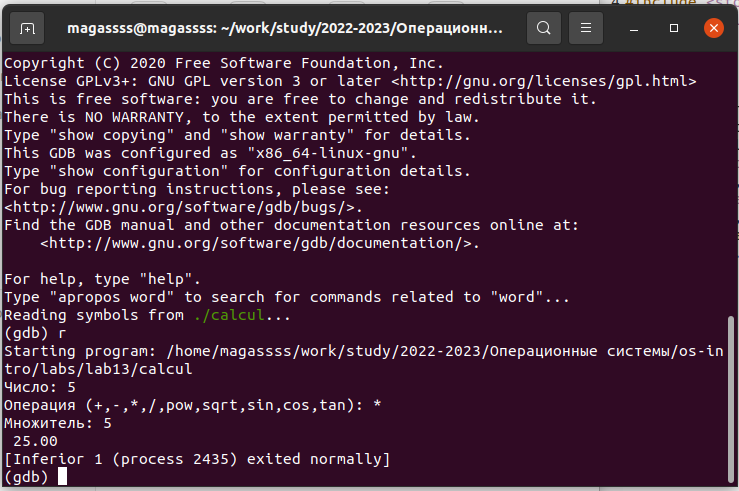 magassss@magassss: ~/work/study/2022-2023/Операционн...
Copyright (C) 2020 Free Software Foundation, Inc.
License GPLv3+: GNU GPL version 3 or later <http://gnu.org/licenses/gpl.html>
This is free software: you are free to change and redistribute it.
There is NO WARRANTY, to the extent permitted by law.
Type "show copying" and "show warranty" for details.
This GDB was configured as "x86_64-linux-gnu".
Type "show configuration" for configuration details.
For bug reporting instructions, please see:
<http://www.gnu.org/software/gdb/bugs/>.
Find the GDB manual and other documentation resources online at:
    <http://www.gnu.org/software/gdb/documentation/>.
For help, type "help".
Type "apropos word" to search for commands related to "word"...
Reading symbols from ./calcul...
(gdb) r
Starting program: /home/magassss/work/study/2022-2023/Операционные системы/os-in
tro/labs/lab13/calcul
Число: 5
Операция (+,-,*,/,pow,sqrt,sin,cos,tan): *
Множитель: 5
 25.00
[Inferior 1 (process 2435) exited normally]
(gdb)